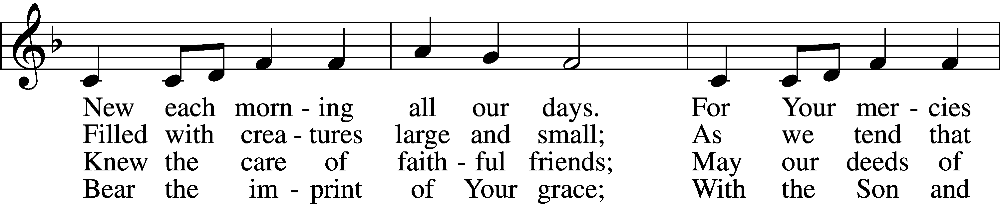 New each morn - ing all our days. For Your mer - cies
Filled with crea - tures large and small; As we tend that
Knew the care of faith - ful friends; May our deeds of
Bear the im - print of Your grace; With the Son and